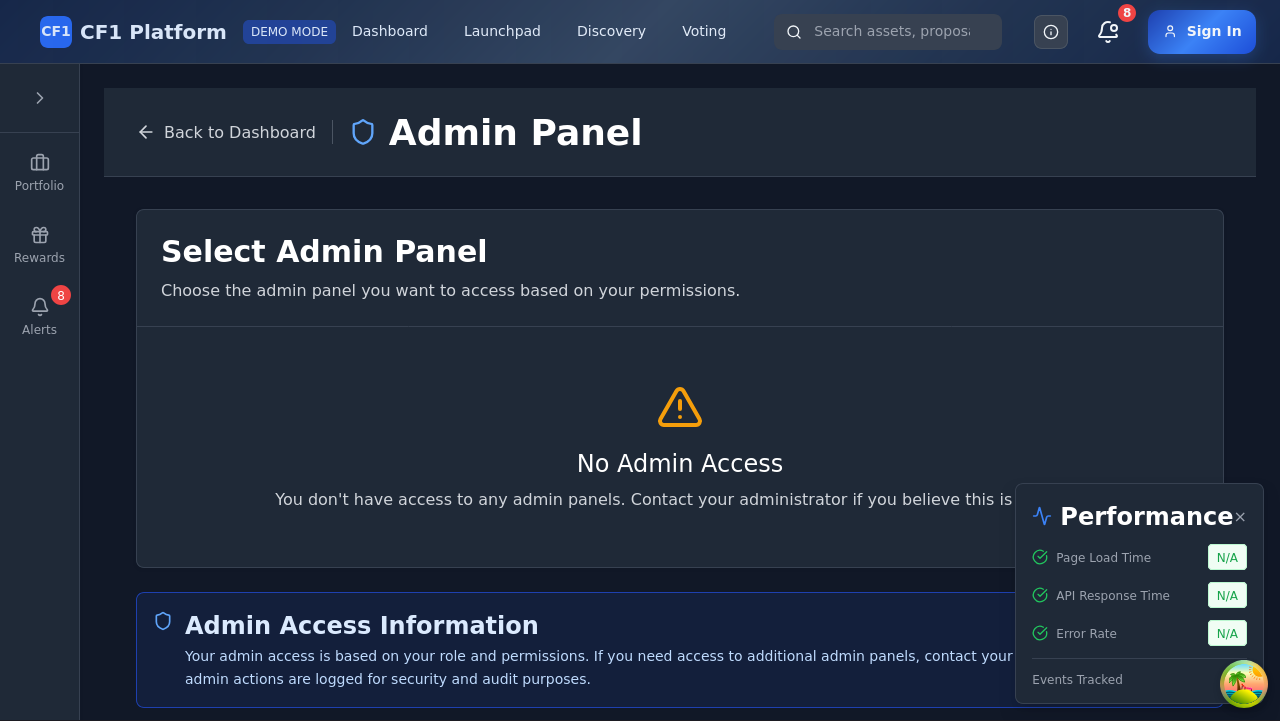 CF1 CF1 Platform DEMO MODE Dashboard Launchpad Discovery Voting Search assets, propos 8 Sign In
Portfolio
Rewards
8
Alerts
Back to Dashboard Admin Panel
Select Admin Panel
Choose the admin panel you want to access based on your permissions.
No Admin Access
You don't have access to any admin panels. Contact your administrator if you believe this is
Admin Access Information
Your admin access is based on your role and permissions. If you need access to additional admin panels, contact your
admin actions are logged for security and audit purposes.
Performance ×
Page Load Time N/A
API Response Time N/A
Error Rate N/A
Events Tracked